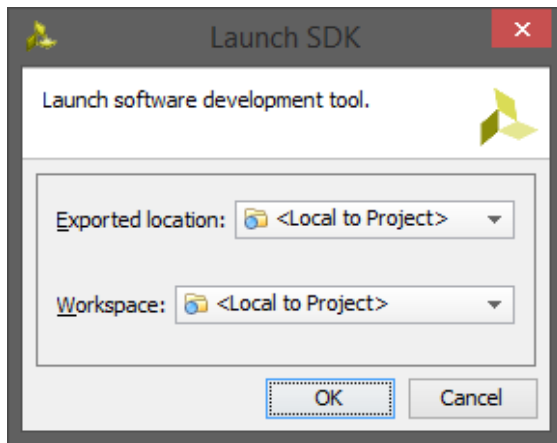 Launch SDK
Launch software development tool.
Exported location: <Local to Project>
Workspace: <Local to Project>
OK Cancel